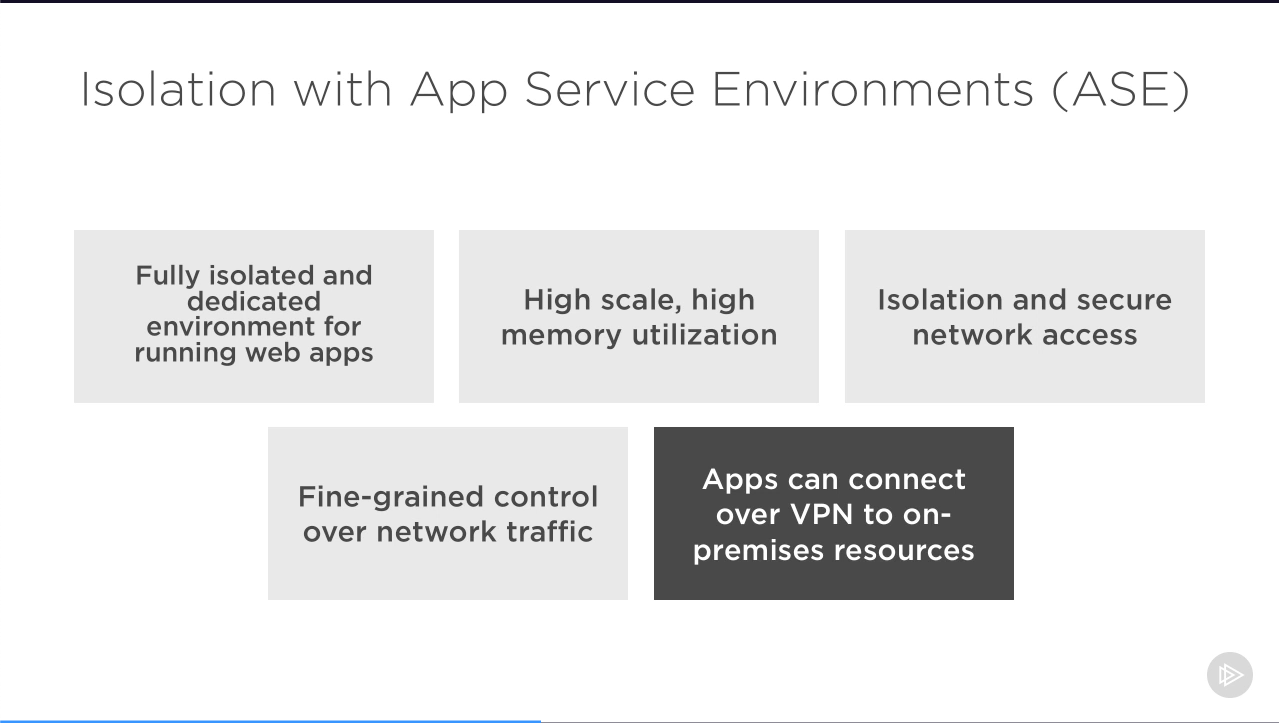 Isolation with App Service Environments (ASE)
Fully isolated and
dedicated
environment for
running web apps
High scale, high
memory utilization
Isolation and secure
network access
Fine-grained control
over network traffic
Apps can connect
over VPN to on-
premises resources